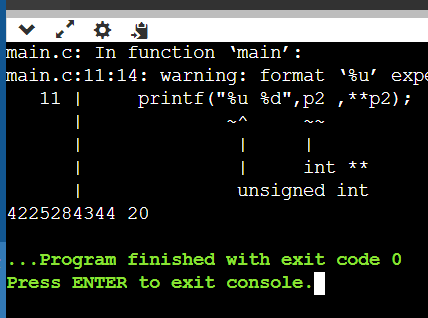 main.c: In function ‘main’:
main.c:11:14: warning: format ‘%u’ expe
11 | printf("%u %d",p2 ,**p2);
| ~^ ~~
| | |
| | int **
| unsigned int
4225284344 20
...Program finished with exit code 0
Press ENTER to exit console.